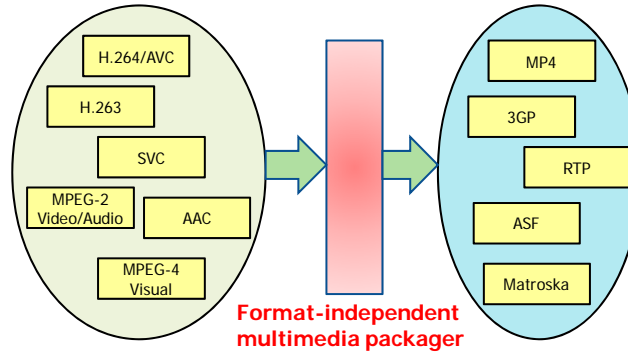 H.264/AVC
H.263
SVC
MPEG-2
Video/Audio
AAC
MPEG-4
Visual
Format-independent
multimedia packager
MP4
3GP
RTP
ASF
Matroska